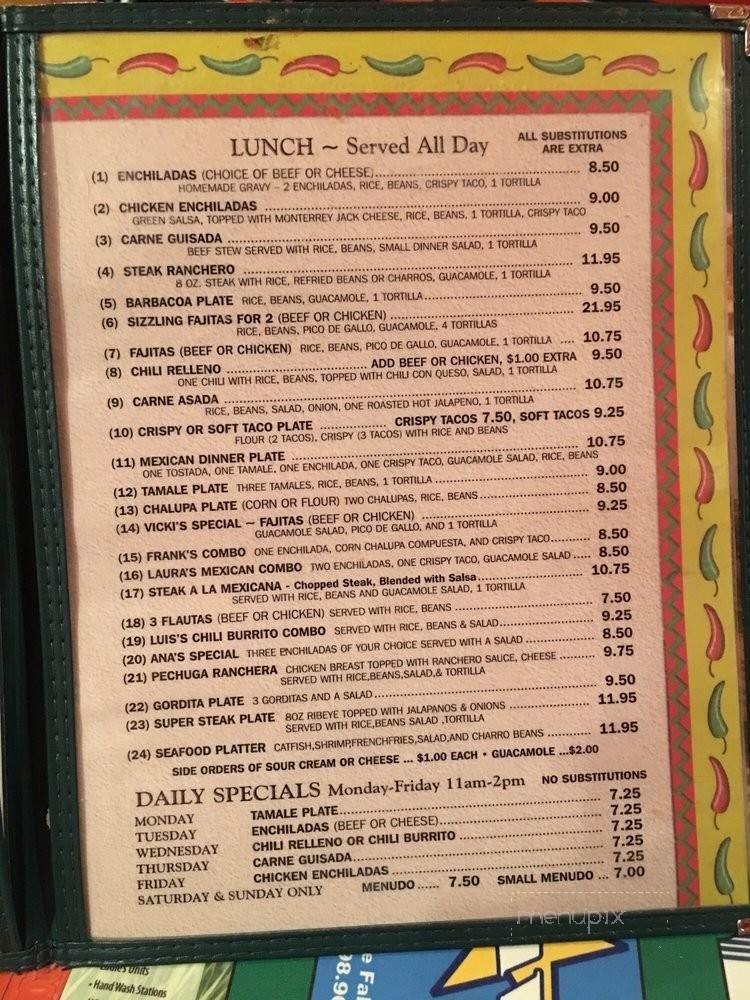 LUNCH ~ Served All Day
ALL SUBSTITUTIONS
ARE EXTRA
(1) ENCHILADAS (CHOICE OF BEEF OR CHEESE) 8.50
HOMEMADE GRAVY – 2 ENCHILADAS, RICE, BEANS, CRISPY TACO, 1 TORTILLA
(2) CHICKEN ENCHILADAS 9.00
GREEN SALSA, TOPPED WITH MONTERREY JACK CHEESE, RICE, BEANS, 1 TORTILLA, CRISPY TACO
(3) CARNE GUISADA 9.50
BEEF STEW SERVED WITH RICE, BEANS, SMALL DINNER SALAD, 1 TORTILLA
(4) STEAK RANCHERO 11.95
8 OZ. STEAK WITH RICE, REFRIED BEANS OR CHARROS, GUACAMOLE, 1 TORTILLA
(5) BARBACOA PLATE RICE, BEANS, GUACAMOLE, 1 TORTILLA 9.50
(6) SIZZLING FAJITAS FOR 2 (BEEF OR CHICKEN) 21.95
RICE, BEANS, PICO DE GALLO, GUACAMOLE, 4 TORTILLAS
(7) FAJITAS (BEEF OR CHICKEN) RICE, BEANS, PICO DE GALLO, GUACAMOLE, 1 TORTILLA .... 10.75
(8) CHILI RELLENO ADD BEEF OR CHICKEN, $1.00 EXTRA 9.50
ONE CHILI WITH RICE, BEANS, TOPPED WITH CHILI CON QUESO, SALAD, 1 TORTILLA
(9) CARNE ASADA 10.75
RICE, BEANS, SALAD, ONION, ONE ROASTED HOT JALAPENO, 1 TORTILLA
(10) CRISPY OR SOFT TACO PLATE CRISPY TACOS 7.50, SOFT TACOS 9.25
FLOUR (2 TACOS), CRISPY (3 TACOS) WITH RICE AND BEANS
(11) MEXICAN DINNER PLATE 10.75
ONE TOSTADA, ONE TAMALE, ONE ENCHILADA, ONE CRISPY TACO, GUACAMOLE SALAD, RICE, BEANS
(12) TAMALE PLATE THREE TAMALES, RICE, BEANS, 1 TORTILLA 9.00
(13) CHALUPA PLATE (CORN OR FLOUR) TWO CHALUPAS, RICE, BEANS 8.50
(14) VICKI'S SPECIAL ~ FAJITAS (BEEF OR CHICKEN) 9.25
GUACAMOLE SALAD, PICO DE GALLO, AND 1 TORTILLA
(15) FRANK'S COMBO ONE ENCHILADA, CORN CHALUPA COMPUESTA, AND CRISPY TACO 8.50
(16) LAURA'S MEXICAN COMBO TWO ENCHILADAS, ONE CRISPY TACO, GUACAMOLE SALAD ..... 8.50
(17) STEAK A LA MEXICANA - Chopped Steak, Blended with Salsa 10.75
SERVED WITH RICE, BEANS AND GUACAMOLE SALAD, 1 TORTILLA
(18) 3 FLAUTAS (BEEF OR CHICKEN) SERVED WITH RICE, BEANS 7.50
(19) LUIS'S CHILI BURRITO COMBO SERVED WITH RICE, BEANS & SALAD 9.25
(20) ANA'S SPECIAL THREE ENCHILADAS OF YOUR CHOICE SERVED WITH A SALAD 8.50
(21) PECHUGA RANCHERA CHICKEN BREAST TOPPED WITH RANCHERO SAUCE, CHEESE 9.75
SERVED WITH RICE,BEANS,SALAD,& TORTILLA
(22) GORDITA PLATE 3 GORDITAS AND A SALAD 9.50
(23) SUPER STEAK PLATE 8OZ RIBEYE TOPPED WITH JALAPANOS & ONIONS 11.95
SERVED WITH RICE,BEANS SALAD ,TORTILLA
(24) SEAFOOD PLATTER CATFISH,SHRIMP,FRENCHFRIES,SALAD,AND CHARRO BEANS 11.95
SIDE ORDERS OF SOUR CREAM OR CHEESE ... $1.00 EACH • GUACAMOLE ...$2.00
DAILY SPECIALS Monday-Friday 11am-2pm NO SUBSTITUTIONS
MONDAY TAMALE PLATE 7.25
TUESDAY ENCHILADAS (BEEF OR CHEESE) 7.25
WEDNESDAY CHILI RELLENO OR CHILI BURRITO 7.25
THURSDAY CARNE GUISADA 7.25
FRIDAY CHICKEN ENCHILADAS 7.25
SATURDAY & SUNDAY ONLY MENUDO ...... 7.50 SMALL MENUDO ... 7.00
menupix
• Hand Wash Stations